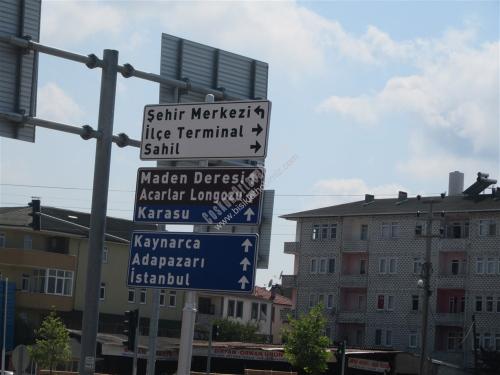 Şehir Merkezi
İlçe Terminal
Sahil
Maden Deresi
Acarlar Longozu
Karasu
Kaynarca
Adapazarı
İstanbul